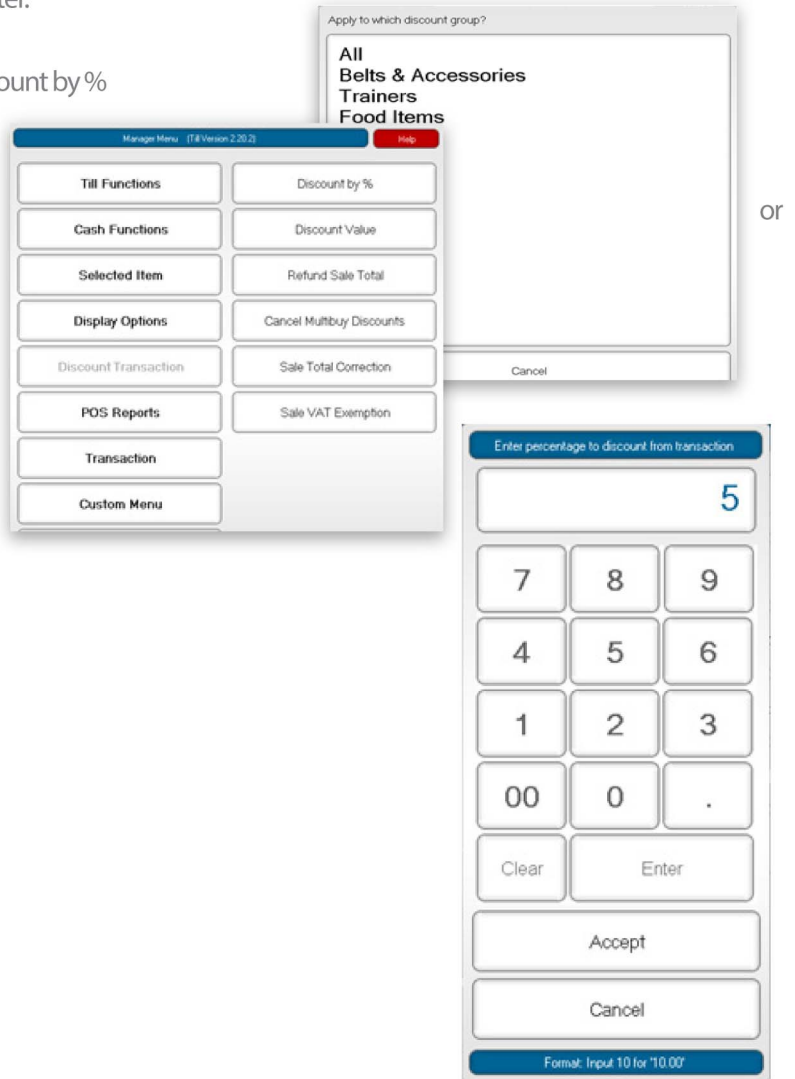 Apply to which discount group?
All
Belts & Accessories
Trainers
Food Items
Cancel
by %
Manager Menu (Till Version 2.20.2)
Help
Till Functions
Discount by %
Cash Functions
Discount Value
Selected Item
Refund Sale Total
Display Options
Cancel Multibuy Discounts
Discount Transaction
Sale Total Correction
POS Reports
Sale VAT Exemption
Transaction
Custom Menu
or
Enter percentage to discount from transaction
5
7 8 9
4 5 6
1 2 3
00 0 .
Clear Enter
Accept
Cancel
Format: Input 10 for '10.00'